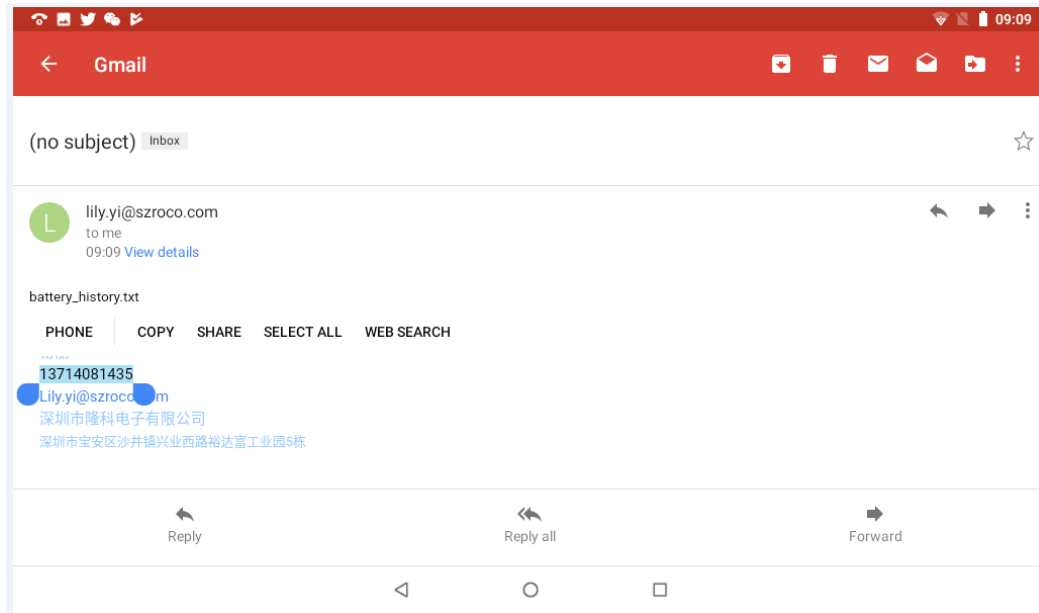 09:09
Gmail
(no subject) Inbox
L
lily.yi@szroco.com
to me
09:09 View details
battery_history.txt
PHONE COPY SHARE SELECT ALL WEB SEARCH
13714081435
Lily.yi@szroco m
深圳市隆科电子有限公司
深圳市宝安区沙井镇兴业西路裕达富工业园5栋
Reply Reply all Forward